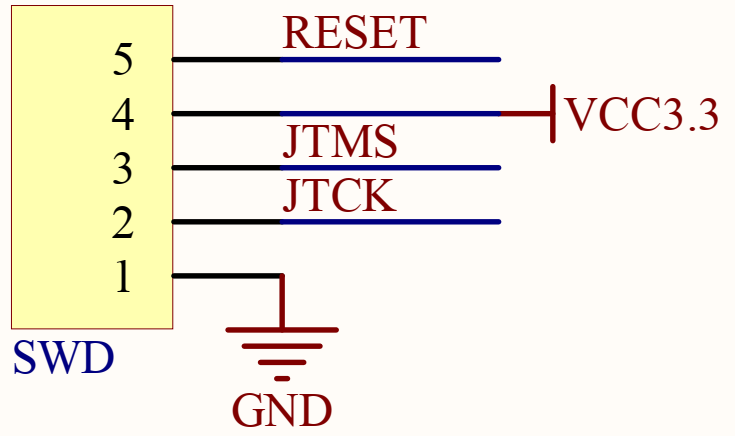 RESET
5
4
VCC3.3
JTMS
3
JTCK
2
1
SWD
GND